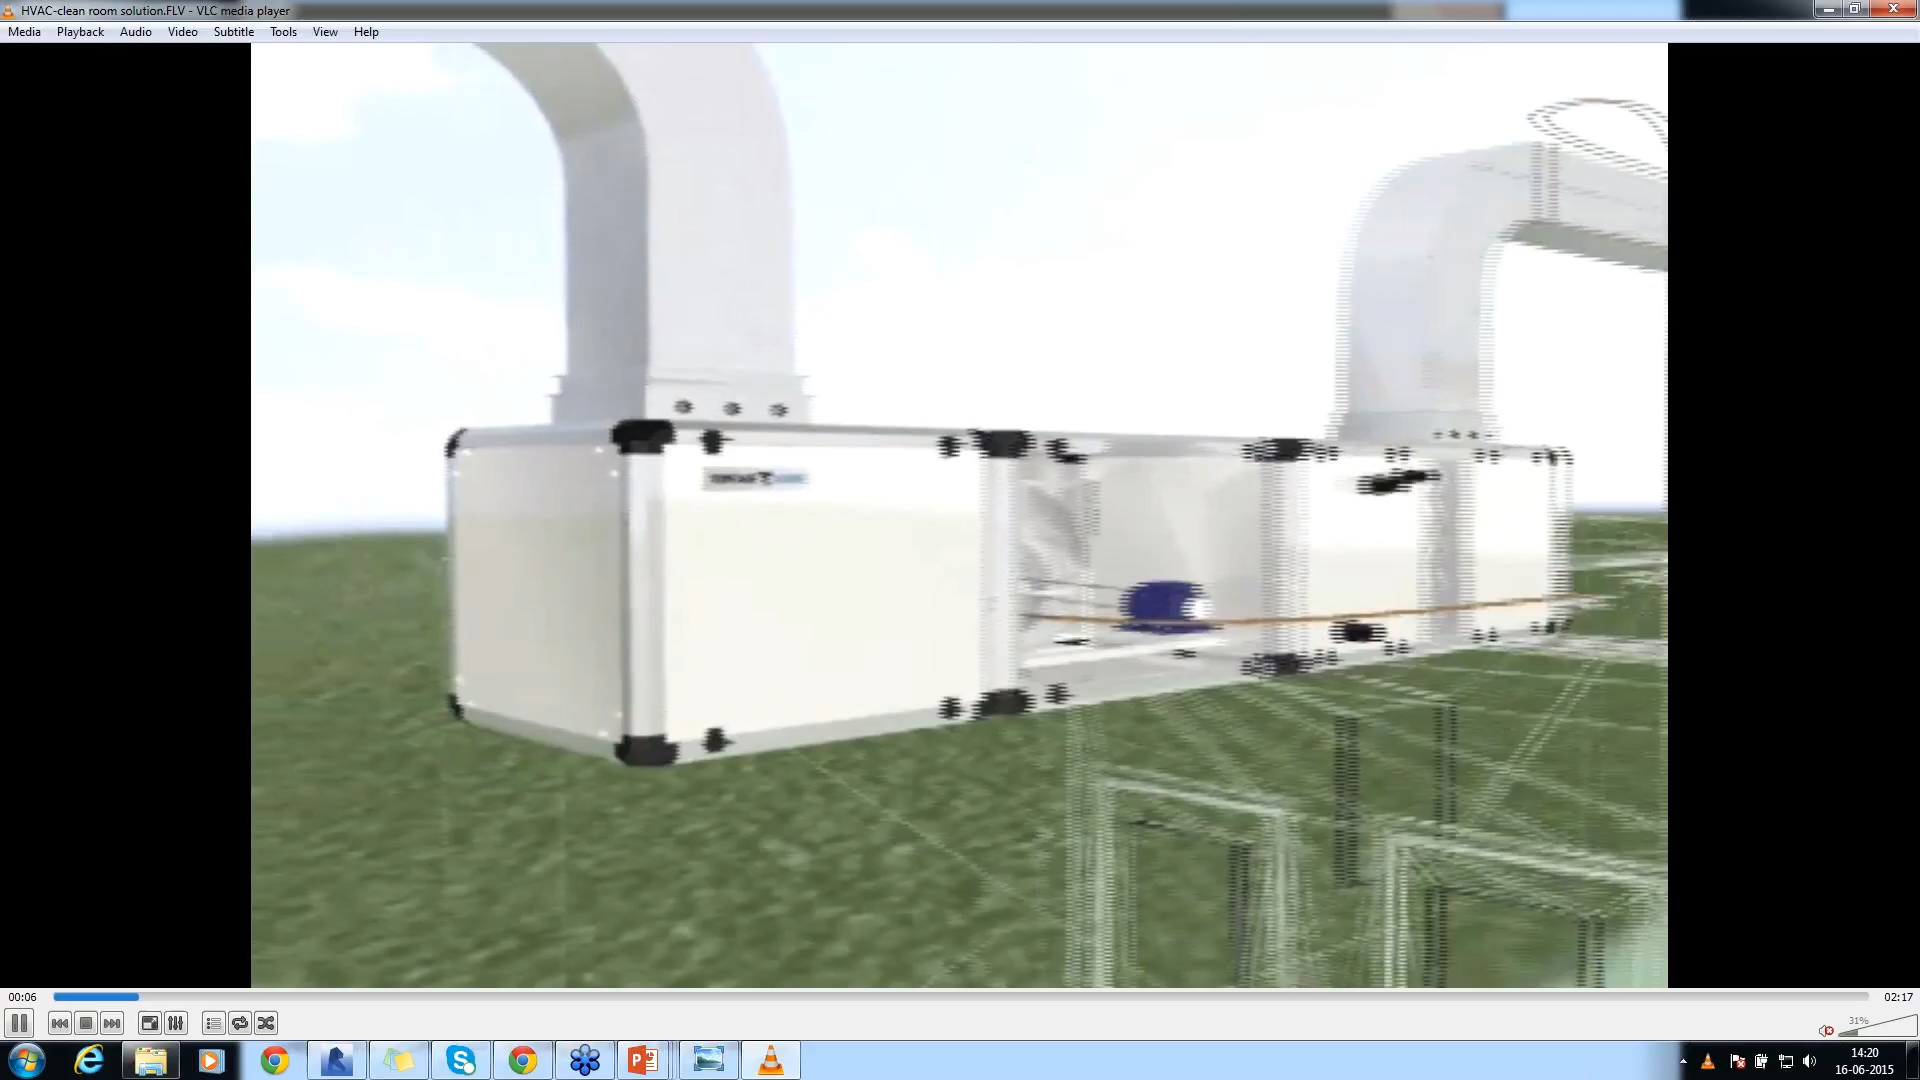 HVAC-clean room solution.FLV - VLC media player
Media Playback Audio Video Subtitle Tools View Help
00:06
02:17
31%
14:20
16-06-2015